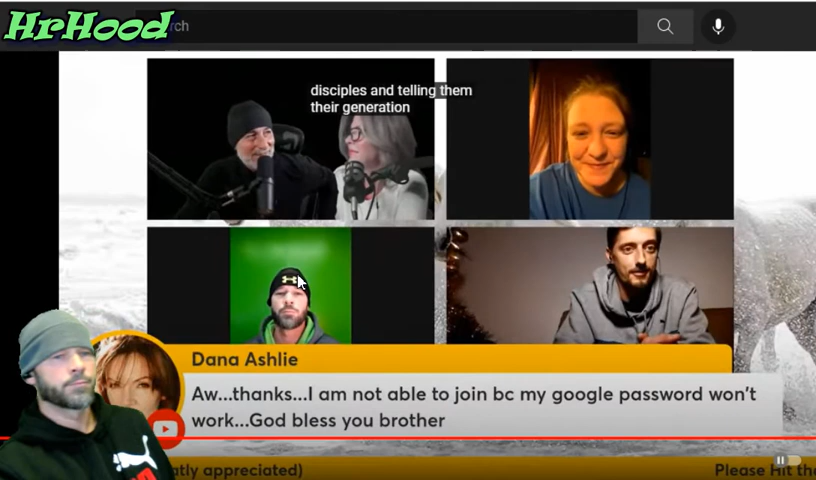 HrHood
rch
disciples and telling them
their generation
Dana Ashlie
Aw...thanks...I am not able to join bc my google password won't
work...God bless you brother
atly appreciated)
Please Hit th